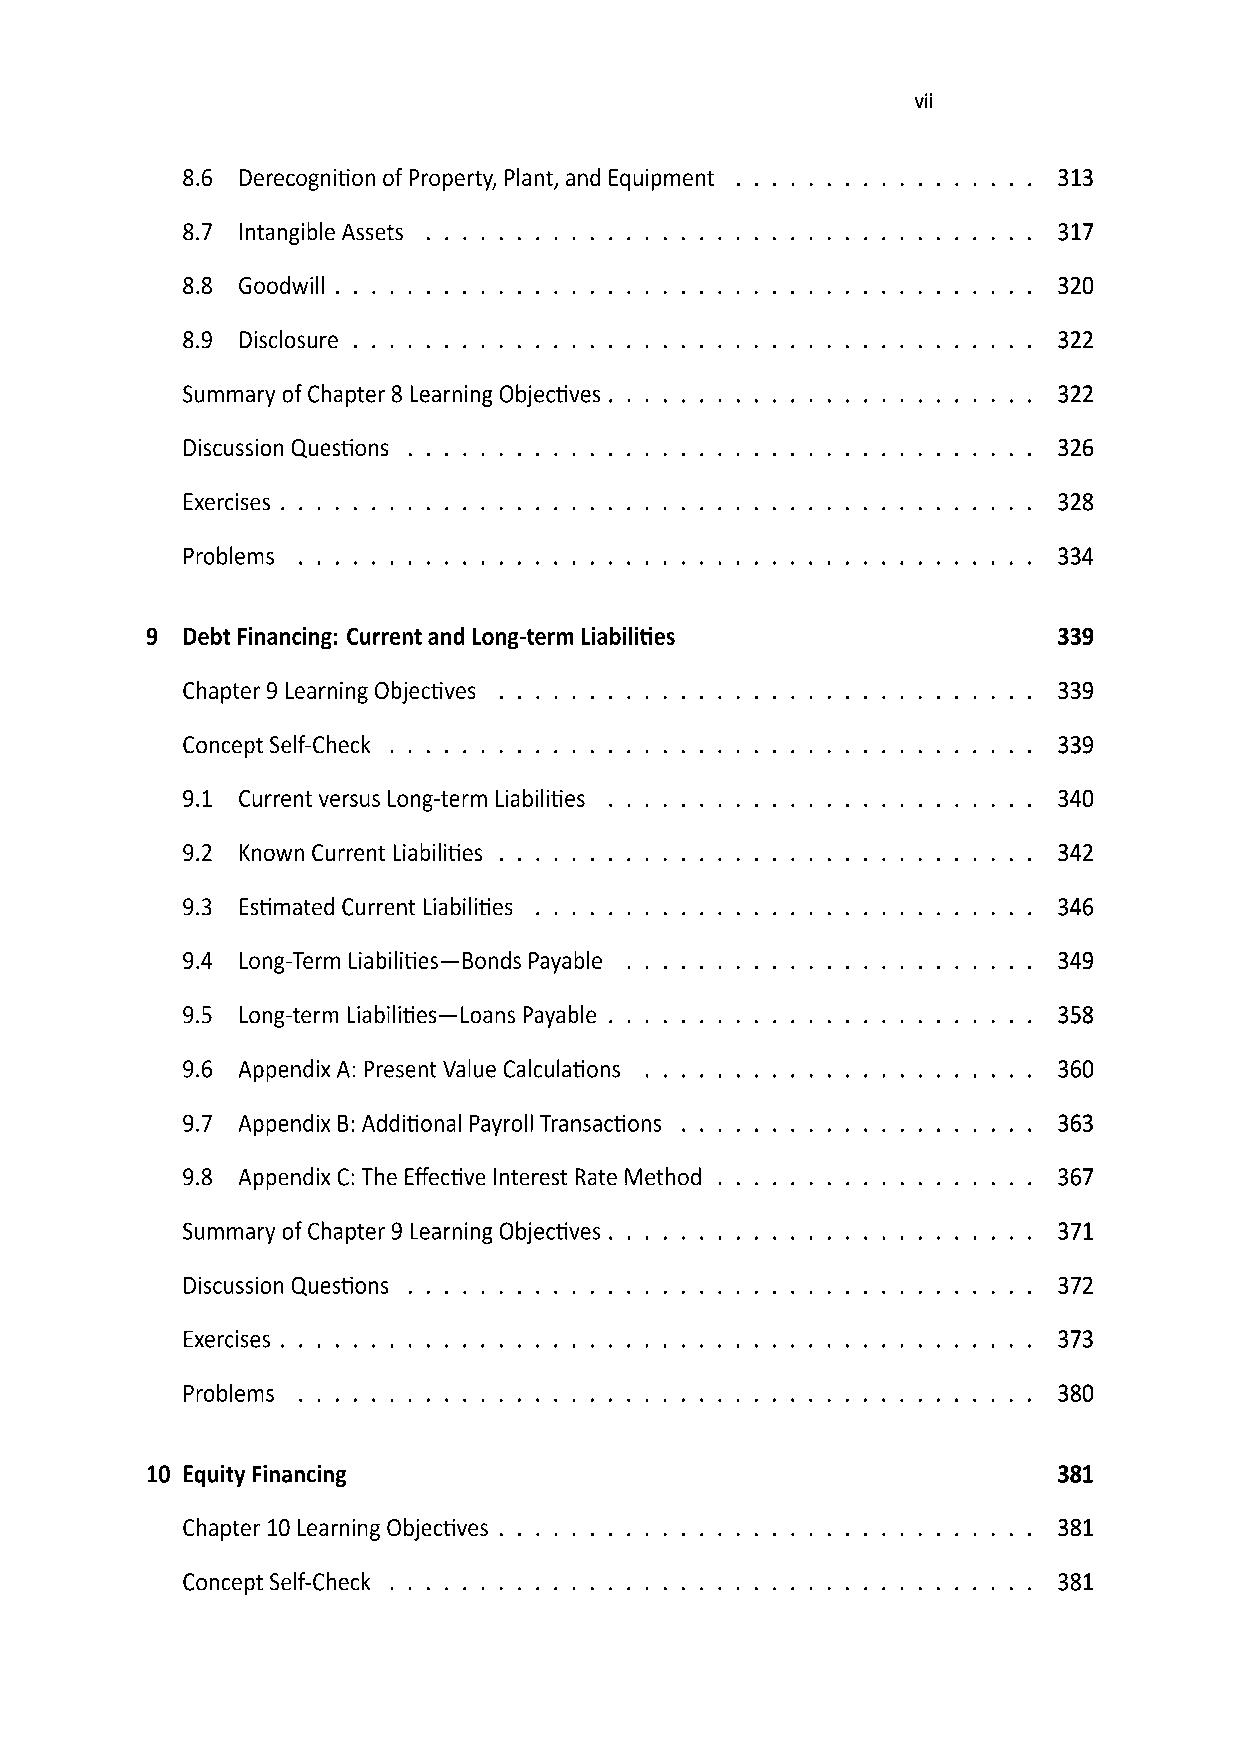 vii
8.6 Derecognition of Property, Plant, and Equipment . . . . . . . . . . . . . . . . . 313
8.7 Intangible Assets . . . . . . . . . . . . . . . . . . . . . . . . . . . . . . . . . . 317
8.8 Goodwill . . . . . . . . . . . . . . . . . . . . . . . . . . . . . . . . . . . . . . . 320
8.9 Disclosure . . . . . . . . . . . . . . . . . . . . . . . . . . . . . . . . . . . . . . 322
Summary of Chapter 8 Learning Objectives . . . . . . . . . . . . . . . . . . . . . . . . 322
Discussion Questions . . . . . . . . . . . . . . . . . . . . . . . . . . . . . . . . . . . 326
Exercises . . . . . . . . . . . . . . . . . . . . . . . . . . . . . . . . . . . . . . . . . . 328
Problems . . . . . . . . . . . . . . . . . . . . . . . . . . . . . . . . . . . . . . . . . 334
9 Debt Financing: Current and Long-term Liabilities 339
Chapter 9 Learning Objectives . . . . . . . . . . . . . . . . . . . . . . . . . . . . . . 339
Concept Self-Check . . . . . . . . . . . . . . . . . . . . . . . . . . . . . . . . . . . . 339
9.1 Current versus Long-term Liabilities . . . . . . . . . . . . . . . . . . . . . . . . 340
9.2 Known Current Liabilities . . . . . . . . . . . . . . . . . . . . . . . . . . . . . . 342
9.3 Estimated Current Liabilities . . . . . . . . . . . . . . . . . . . . . . . . . . . . 346
9.4 Long-Term Liabilities—Bonds Payable . . . . . . . . . . . . . . . . . . . . . . . 349
9.5 Long-term Liabilities—Loans Payable . . . . . . . . . . . . . . . . . . . . . . . . 358
9.6 Appendix A: Present Value Calculations . . . . . . . . . . . . . . . . . . . . . . 360
9.7 Appendix B: Additional Payroll Transactions . . . . . . . . . . . . . . . . . . . . 363
9.8 Appendix C: The Effective Interest Rate Method . . . . . . . . . . . . . . . . . . 367
Summary of Chapter 9 Learning Objectives . . . . . . . . . . . . . . . . . . . . . . . . 371
Discussion Questions . . . . . . . . . . . . . . . . . . . . . . . . . . . . . . . . . . . 372
Exercises . . . . . . . . . . . . . . . . . . . . . . . . . . . . . . . . . . . . . . . . . . 373
Problems . . . . . . . . . . . . . . . . . . . . . . . . . . . . . . . . . . . . . . . . . 380
10 Equity Financing 381
Chapter 10 Learning Objectives . . . . . . . . . . . . . . . . . . . . . . . . . . . . . . 381
Concept Self-Check . . . . . . . . . . . . . . . . . . . . . . . . . . . . . . . . . . . . 381